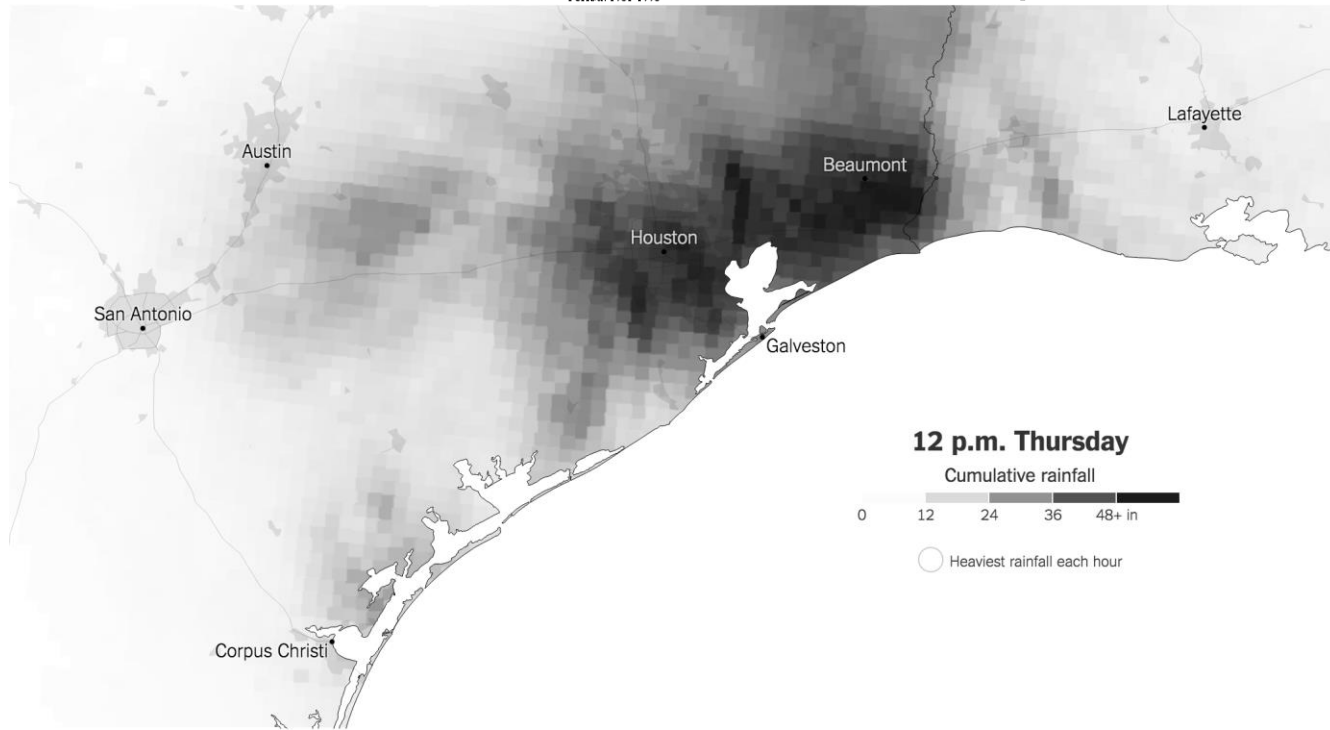 Lafayette
Austin
Beaumont
Houston
San Antonio
Galveston
12 p.m. Thursday
Cumulative rainfall
0 12 24 36 48+ in
Heaviest rainfall each hour
Corpus Christi